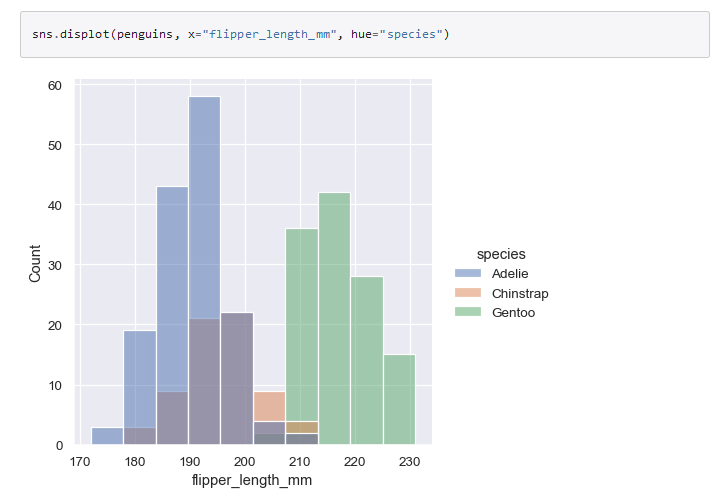 sns.displot(penguins, x="flipper_length_mm", hue="species")
60
50
40
30
20
10
0
Count
170 180 190 200 210 220 230
flipper_length_mm
species
Adelie
Chinstrap
Gentoo